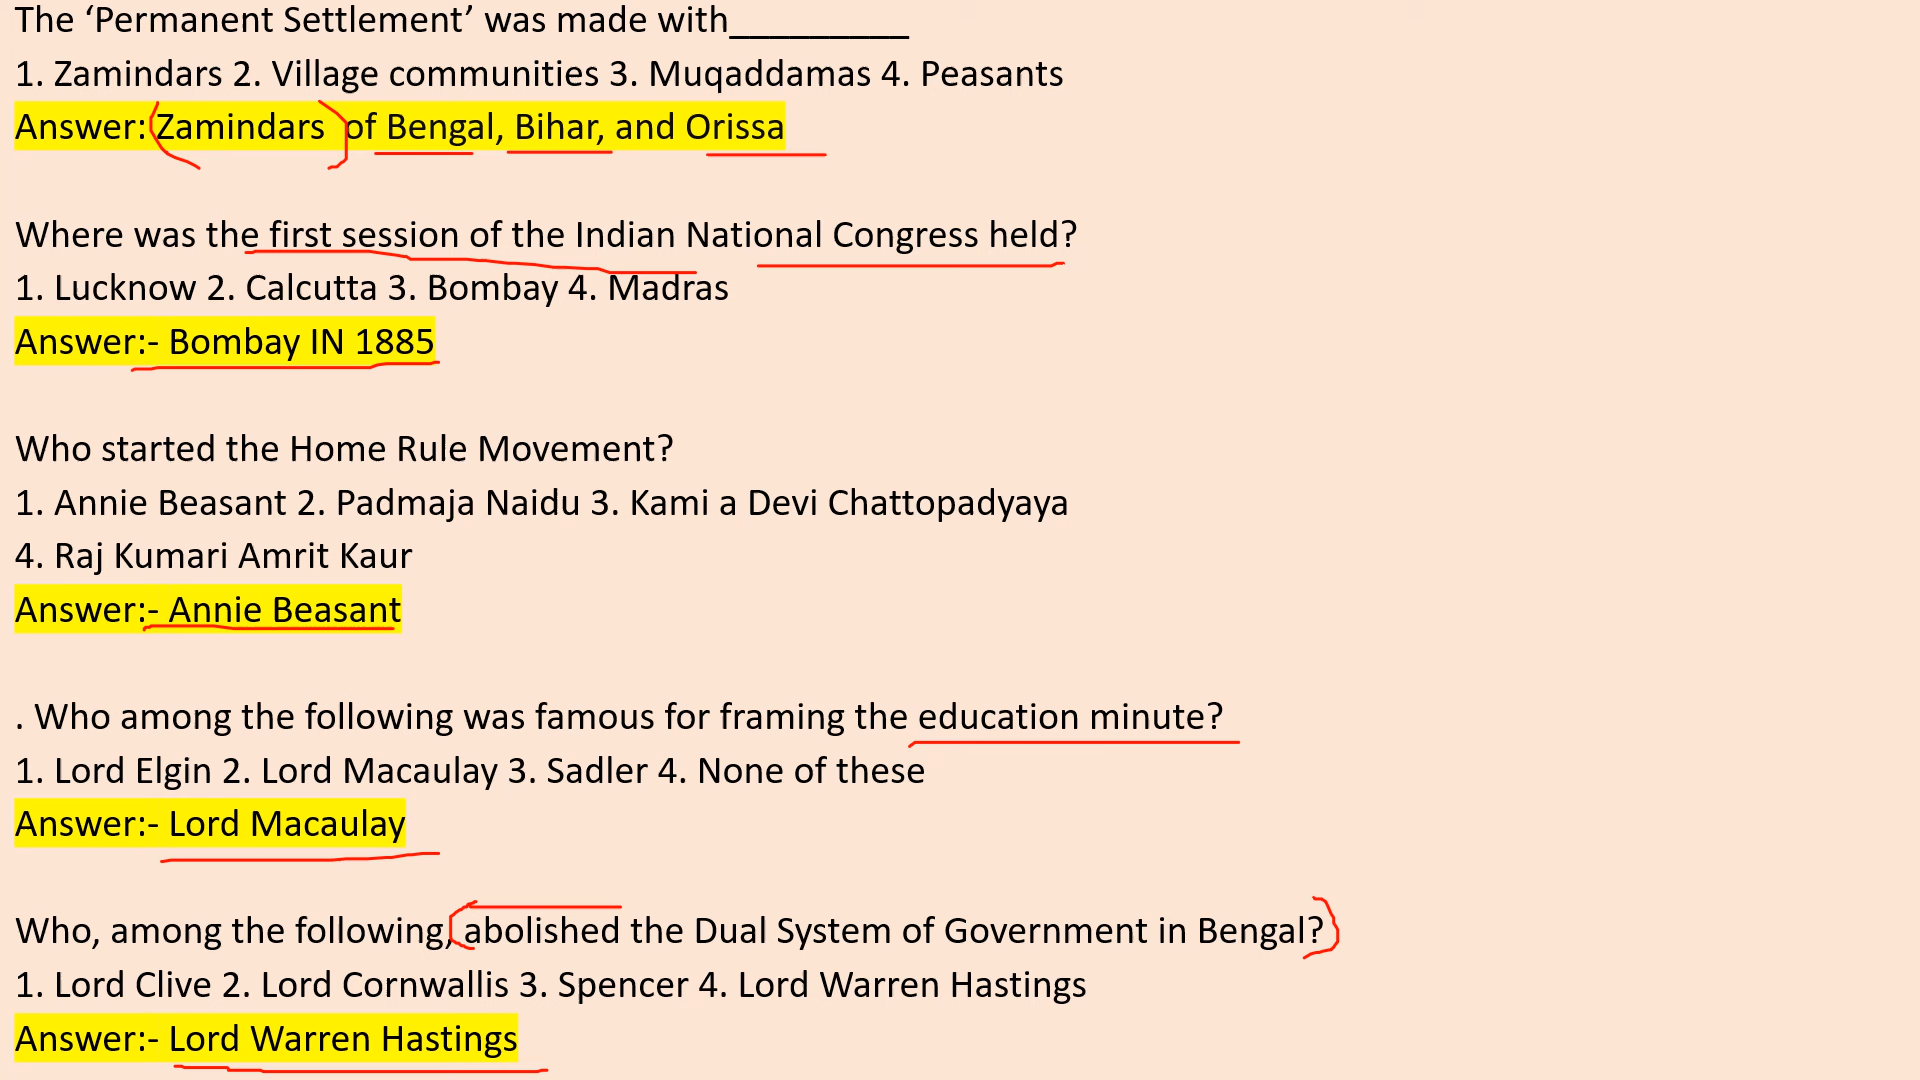 The ‘Permanent Settlement’ was made with_________
1. Zamindars 2. Village communities 3. Muqaddamas 4. Peasants
Answer: Zamindars of Bengal, Bihar, and Orissa
Where was the first session of the Indian National Congress held?
1. Lucknow 2. Calcutta 3. Bombay 4. Madras
Answer:- Bombay IN 1885
Who started the Home Rule Movement?
1. Annie Beasant 2. Padmaja Naidu 3. Kami a Devi Chattopadyaya
4. Raj Kumari Amrit Kaur
Answer:- Annie Beasant
. Who among the following was famous for framing the education minute?
1. Lord Elgin 2. Lord Macaulay 3. Sadler 4. None of these
Answer:- Lord Macaulay
Who, among the following, abolished the Dual System of Government in Bengal?
1. Lord Clive 2. Lord Cornwallis 3. Spencer 4. Lord Warren Hastings
Answer:- Lord Warren Hastings